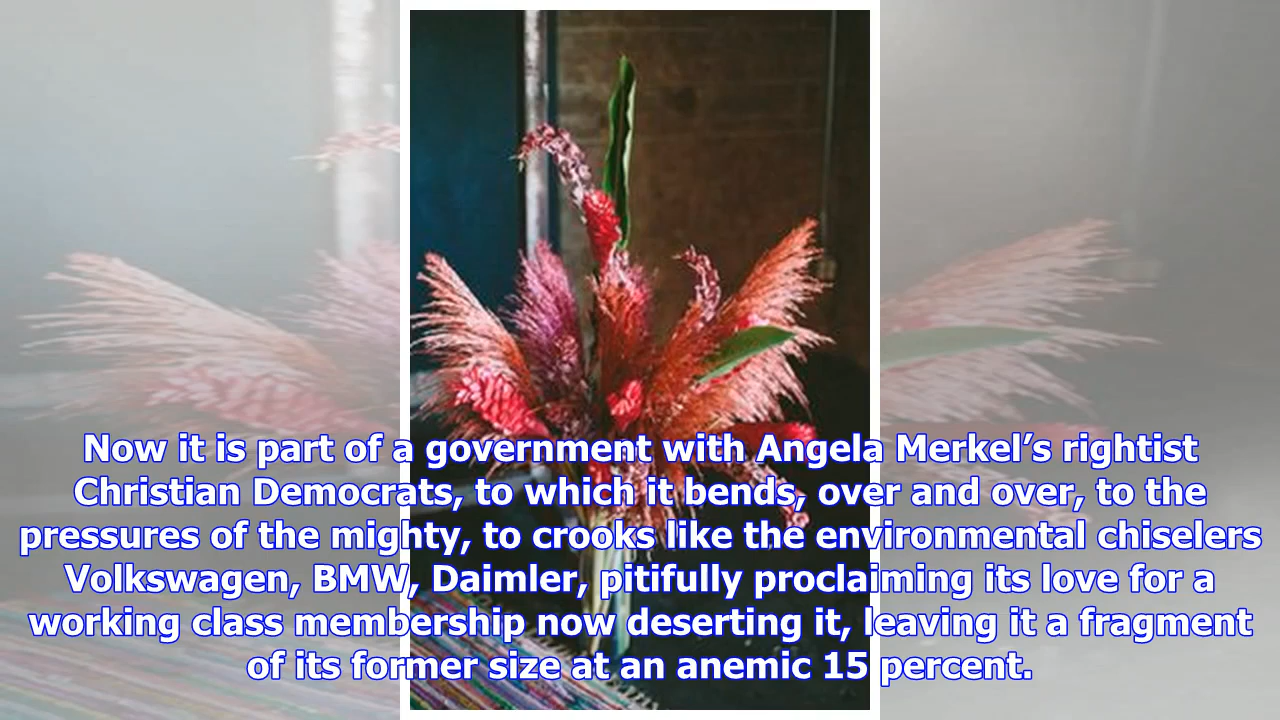 Now it is part of a government with Angela Merkel’s rightist
Christian Democrats, to which it bends, over and over, to the
pressures of the mighty, to crooks like the environmental chiselers
Volkswagen, BMW, Daimler, pitifully proclaiming its love for a
working class membership now deserting it, leaving it a fragment
of its former size at an anemic 15 percent.